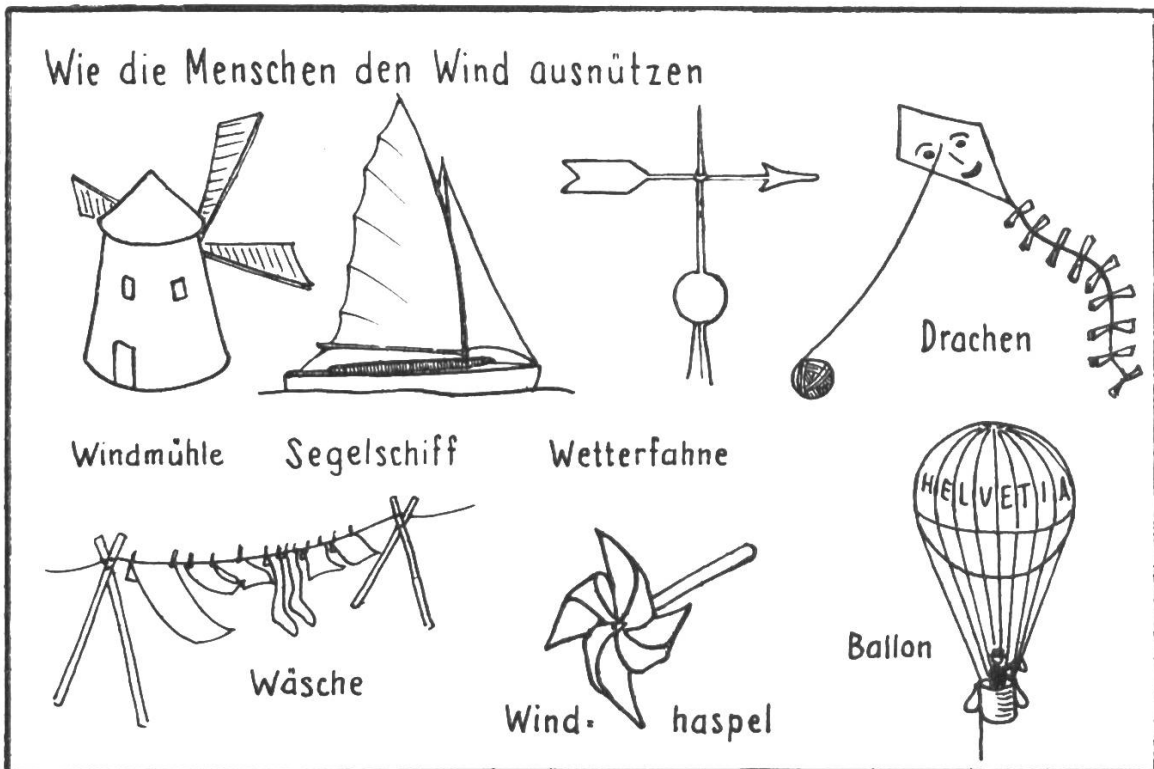 Wie die Menschen den Wind ausnützen
Drachen
Windmühle Segelschiff Wetterfahne
HELVETIA
Ballon
Wäsche
Wind= haspel